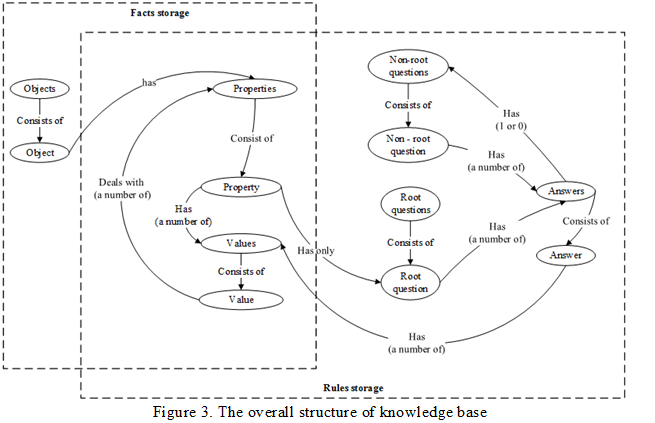 Facts storage
Objects
Consists of
Object
has
Properties
Consist of
Deals with
(a number of)
Property
Has
(a number of)
Values
Consists of
Value
Has only
Non-root
questions
Consists of
Non - root
question
Has
(1 or 0)
Has
(a number of)
Answers
Root
questions
Consists of
Root
question
Has
(a number of)
Consists of
Answer
Has
(a number of)
Rules storage
Figure 3. The overall structure of knowledge base